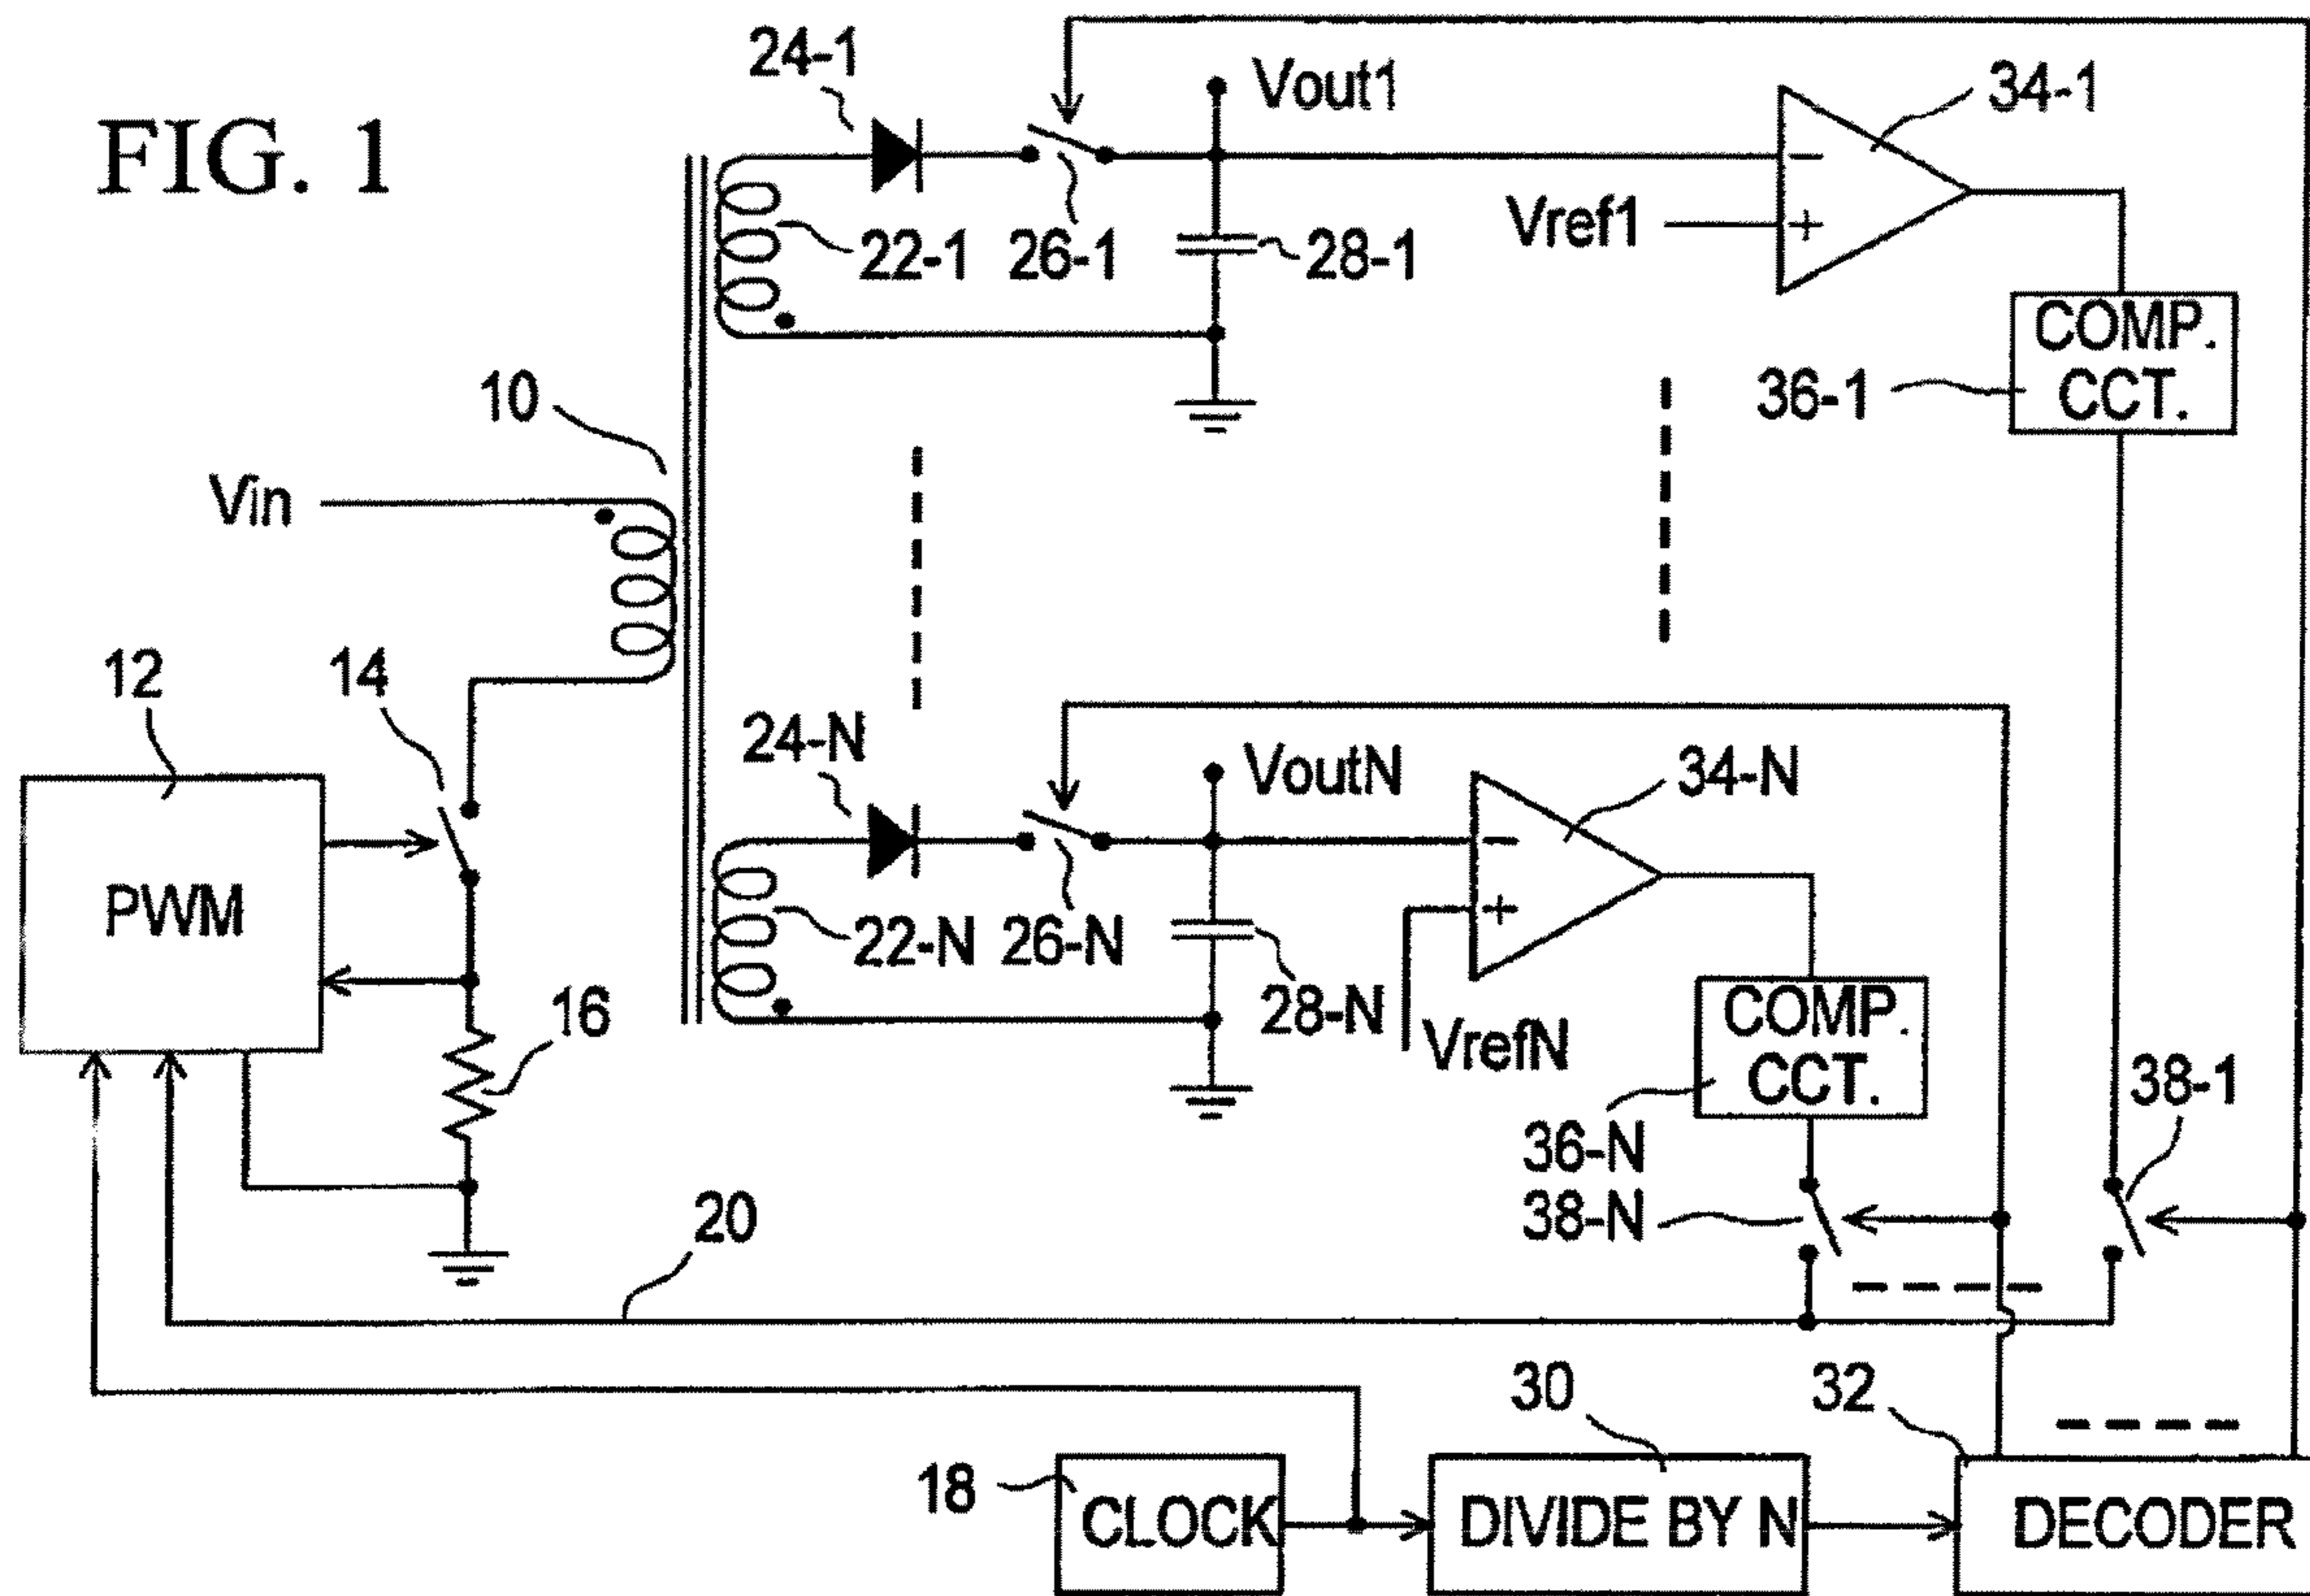 FIG. 1
24-1
Vout1
34-1
Vref1
22-1
26-1
28-1
COMP.
CCT.
36-1
10
Vin
12
14
24-N
VoutN
34-N
PWM
22-N
26-N
28-N
VrefN
COMP.
CCT.
16
38-1
36-N
38-N
20
30
32
18
CLOCK
DIVIDE BY N
DECODER